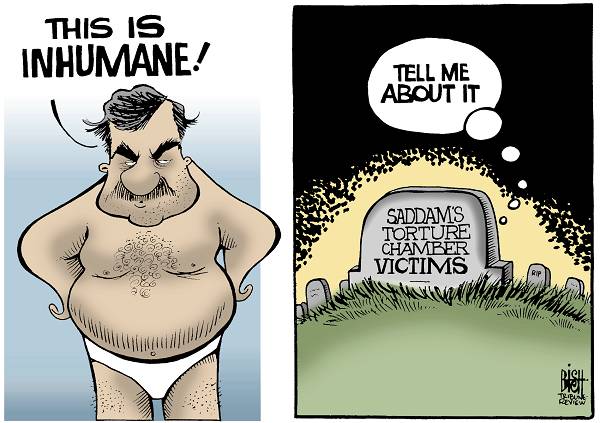 THIS IS
INHUMANE!
TELL ME
ABOUT IT
SADDAM'S
TORTURE
CHAMBER
VICTIMS
RIP
BISH
TRIBUNE-
REVIEW